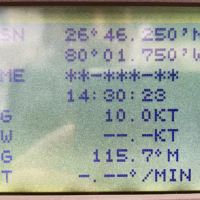 SN 26°46.250'N
80°01.750'W
ME **-***-**
14:30:23
G 10.0KT
W --.-KT
G 115.7°M
T -.--°/MIN